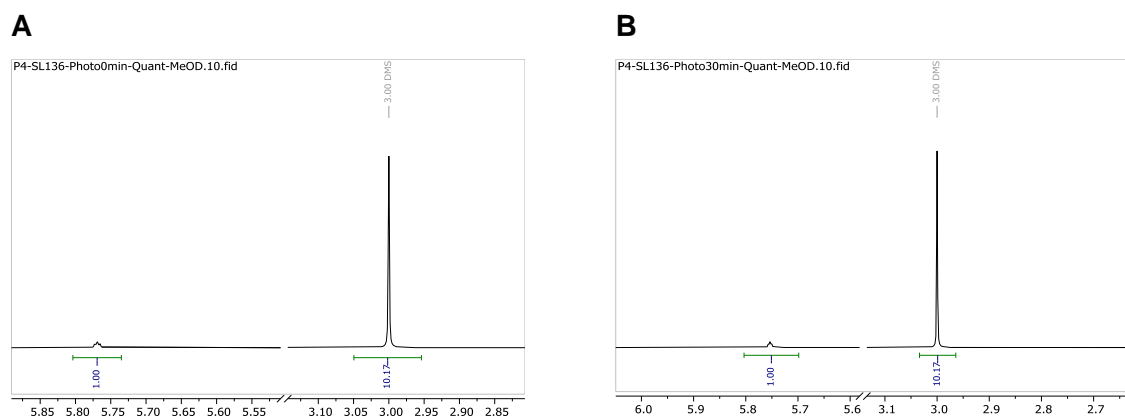 A
P4-SL136-Photo0min-Quant-MeOD.10.fid
3.00 DMS
1.00
10.17
5.85 5.80 5.75 5.70 5.65 5.60 5.55 3.10 3.05 3.00 2.95 2.90 2.85
B
P4-SL136-Photo30min-Quant-MeOD.10.fid
3.00 DMS
1.00
10.17
6.0 5.9 5.8 5.7 5.6 3.1 3.0 2.9 2.8 2.7